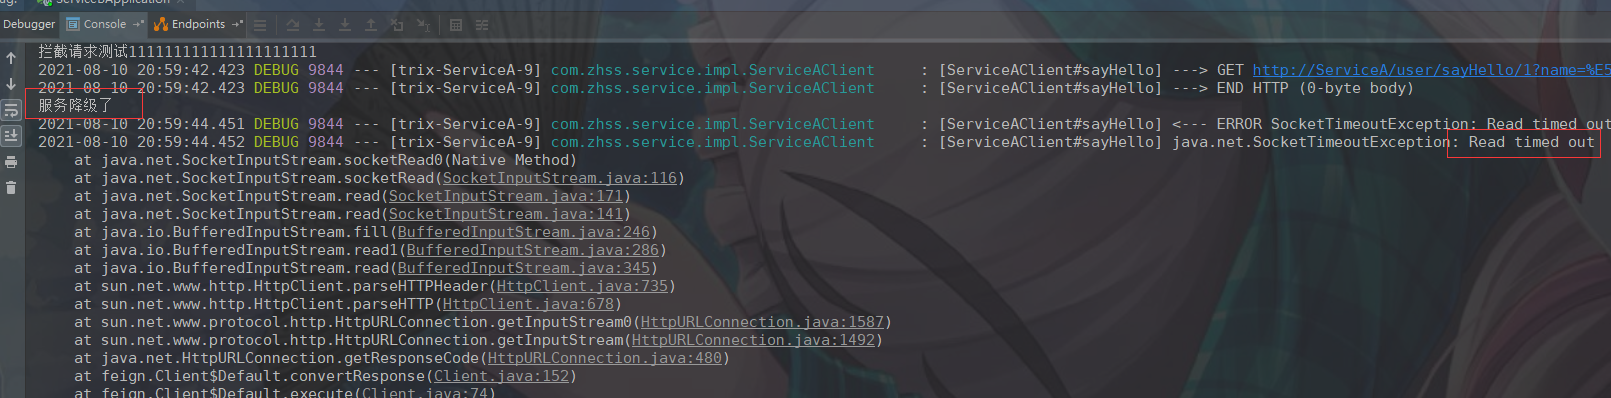 ug:
ServiceBApplication
Debugger Console Endpoints
拦截请求测试111111111111111111111
2021-08-10 20:59:42.423 DEBUG 9844 --- [trix-ServiceA-9] com.zhss.service.impl.ServiceAClient     : [ServiceAClient#sayHello] ---> GET http://ServiceA/user/sayHello/1?name=%E5
2021-08-10 20:59:42.423 DEBUG 9844 --- [trix-ServiceA-9] com.zhss.service.impl.ServiceAClient     : [ServiceAClient#sayHello] ---> END HTTP (0-byte body)
服务降级了
2021-08-10 20:59:44.451 DEBUG 9844 --- [trix-ServiceA-9] com.zhss.service.impl.ServiceAClient     : [ServiceAClient#sayHello] <--- ERROR SocketTimeoutException: Read timed out
2021-08-10 20:59:44.452 DEBUG 9844 --- [trix-ServiceA-9] com.zhss.service.impl.ServiceAClient     : [ServiceAClient#sayHello] java.net.SocketTimeoutException: Read timed out
at java.net.SocketInputStream.socketRead0(Native Method)
at java.net.SocketInputStream.socketRead(SocketInputStream.java:116)
at java.net.SocketInputStream.read(SocketInputStream.java:171)
at java.net.SocketInputStream.read(SocketInputStream.java:141)
at java.io.BufferedInputStream.fill(BufferedInputStream.java:246)
at java.io.BufferedInputStream.read1(BufferedInputStream.java:286)
at java.io.BufferedInputStream.read(BufferedInputStream.java:345)
at sun.net.www.http.HttpClient.parseHTTPHeader(HttpClient.java:735)
at sun.net.www.http.HttpClient.parseHTTP(HttpClient.java:678)
at sun.net.www.protocol.http.HttpURLConnection.getInputStream0(HttpURLConnection.java:1587)
at sun.net.www.protocol.http.HttpURLConnection.getInputStream(HttpURLConnection.java:1492)
at java.net.HttpURLConnection.getResponseCode(HttpURLConnection.java:480)
at feign.Client$Default.convertResponse(Client.java:152)
at feign.Client$Default.execute(Client.java:74)